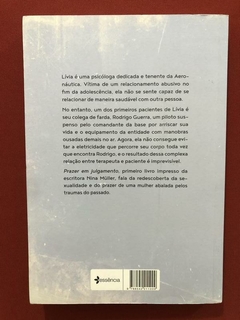 Lívia é uma psicóloga dedicada e tenente da Aero-
náutica. Vítima de um relacionamento abusivo no
fim da adolescência, ela não se sente capaz de se
relacionar de maneira saudável com outra pessoa.
No entanto, um dos primeiros pacientes de Lívia é
seu colega de farda, Rodrigo Guerra, um piloto sus-
penso pelo comandante da base por arriscar sua
vida e o equipamento da entidade com manobras
ousadas demais no ar. Agora, ela não consegue evi-
tar a eletricidade que percorre seu corpo toda vez
que encontra Rodrigo, e o resultado dessa complexa
relação entre terapeuta e paciente é imprevisível.
Prazer em julgamento, primeiro livro impresso da
escritora Nina Müller, fala da redescoberta da se-
xualidade e do prazer de uma mulher abalada pelos
traumas do passado.
essência